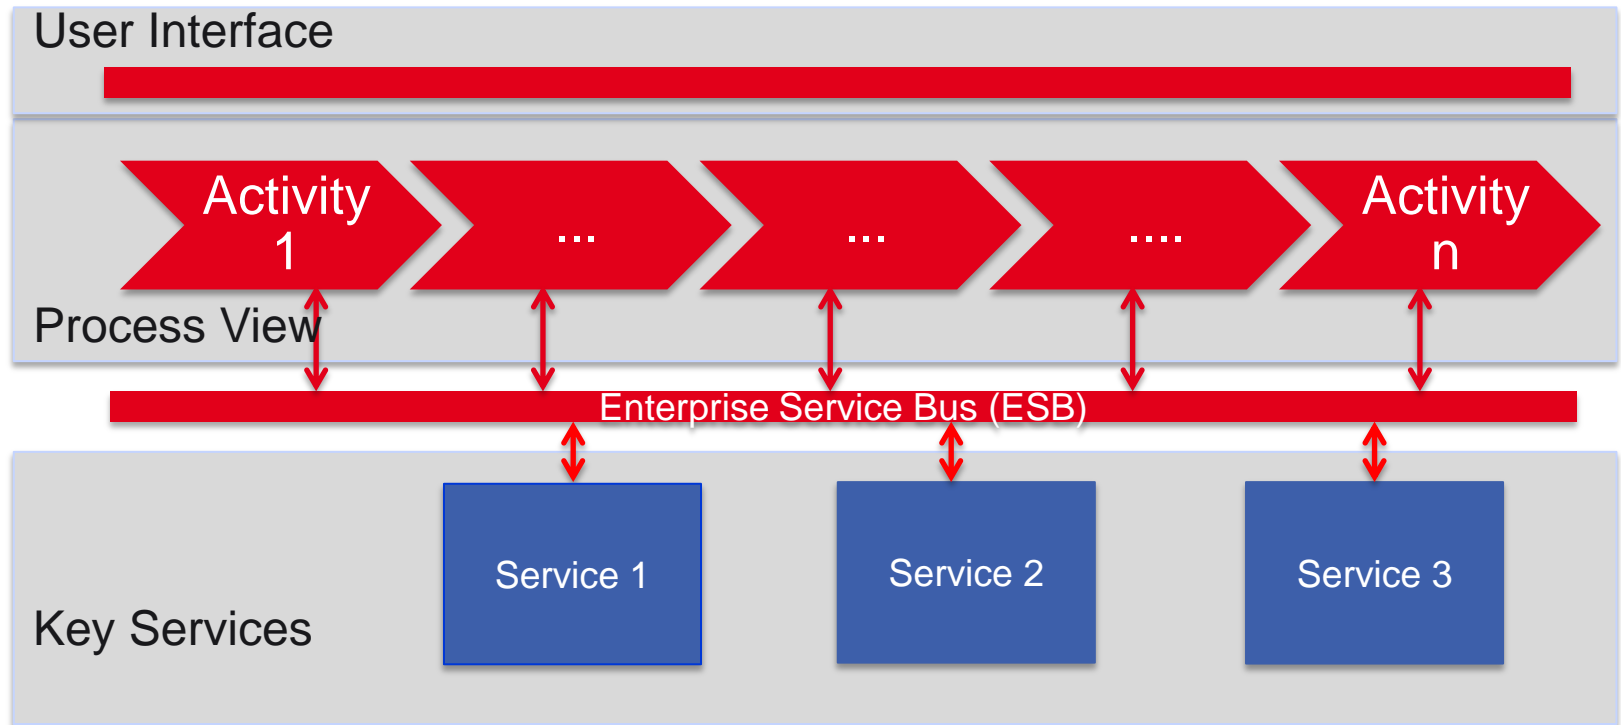 User Interface
Activity
1
...
...
....
Activity
n
Process View
Enterprise Service Bus (ESB)
Service 1
Service 2
Service 3
Key Services